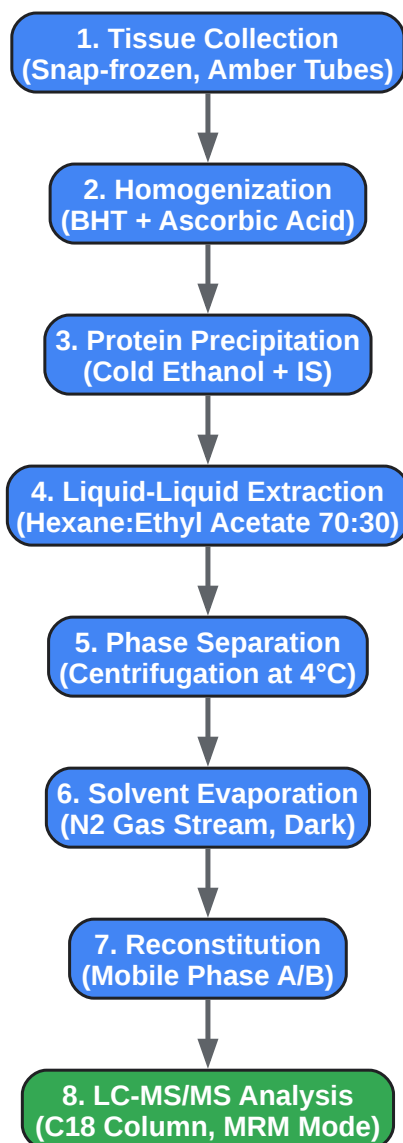 1. Tissue Collection
(Snap-frozen, Amber Tubes)
2. Homogenization
(BHT + Ascorbic Acid)
3. Protein Precipitation
(Cold Ethanol + IS)
4. Liquid-Liquid Extraction
(Hexane:Ethyl Acetate 70:30)
5. Phase Separation
(Centrifugation at 4°C)
6. Solvent Evaporation
(N2 Gas Stream, Dark)
7. Reconstitution
(Mobile Phase A/B)
8. LC-MS/MS Analysis
(C18 Column, MRM Mode)